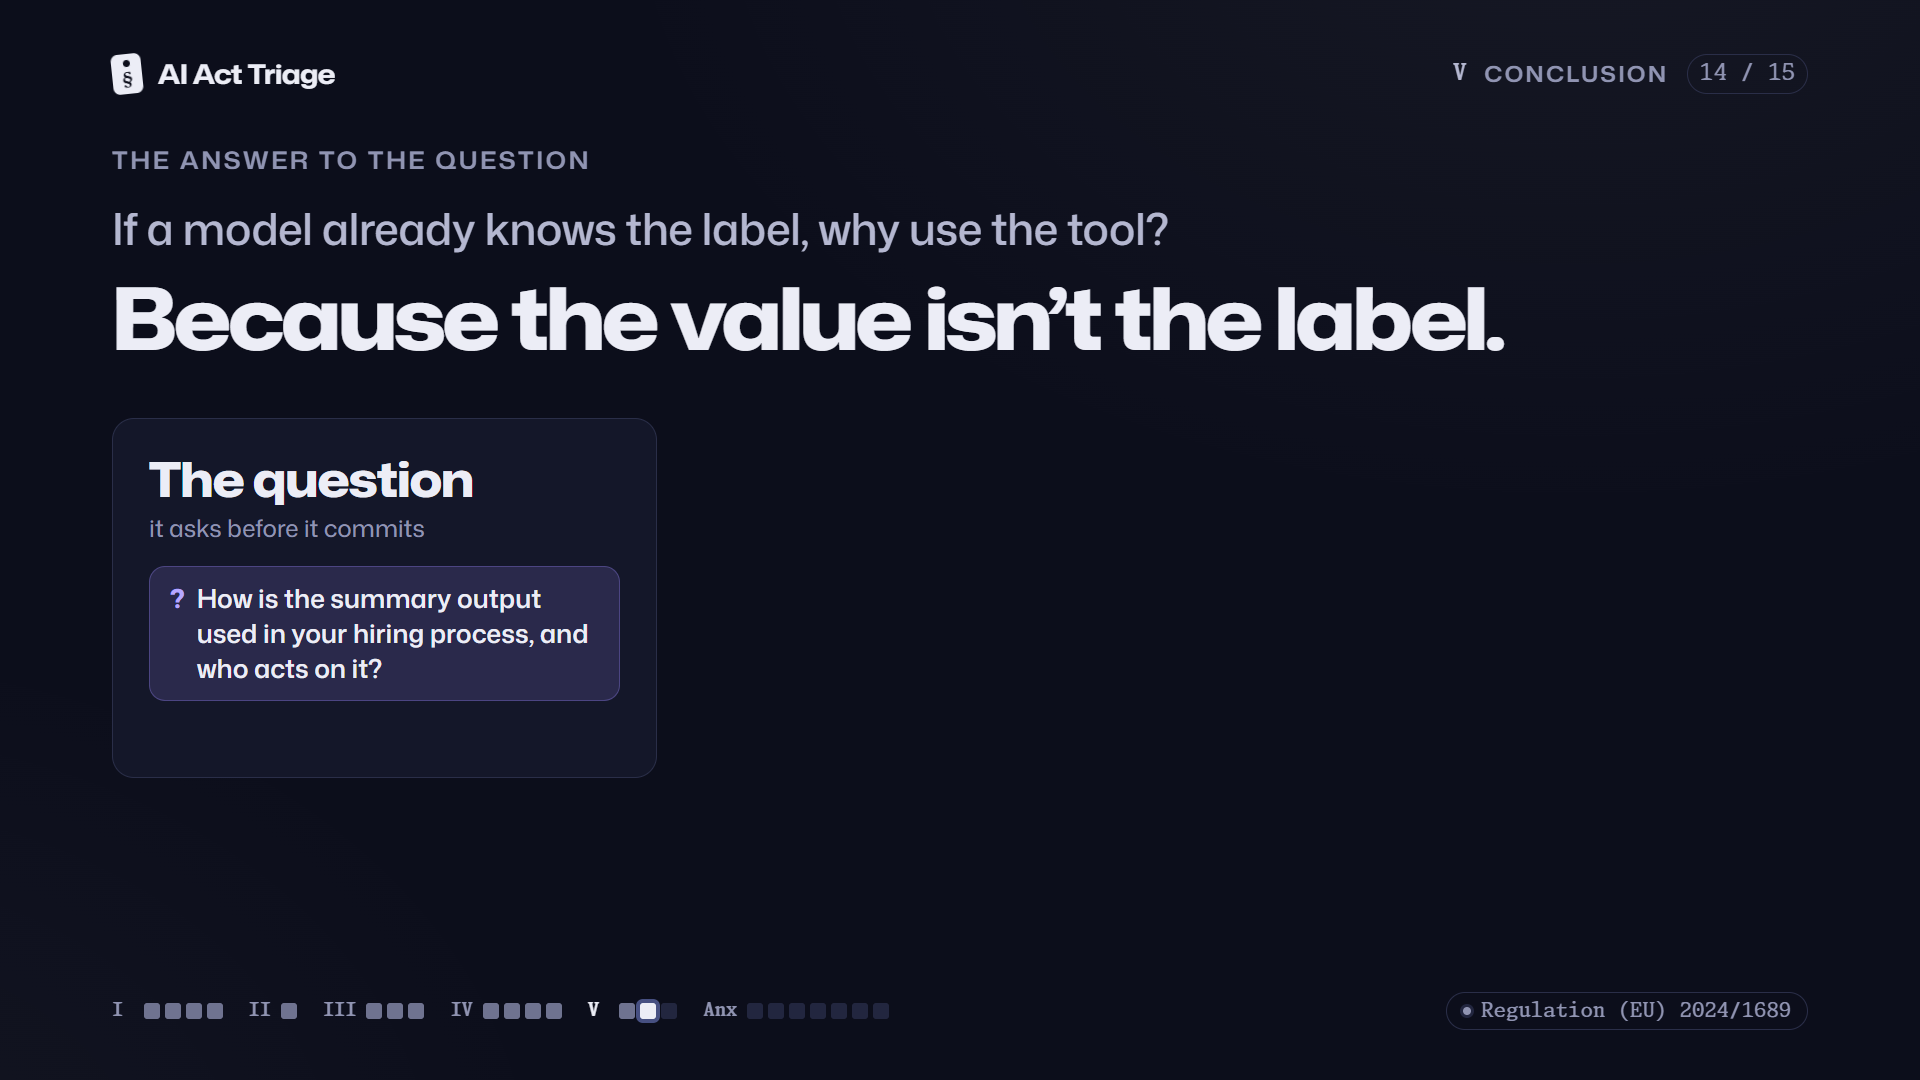 § AI Act Triage
V CONCLUSION 14 / 15
THE ANSWER TO THE QUESTION
If a model already knows the label, why use the tool?
Because the value isn’t the label.
The question
it asks before it commits
? How is the summary output
used in your hiring process, and
who acts on it?
I II III IV V Anx
Regulation (EU) 2024/1689